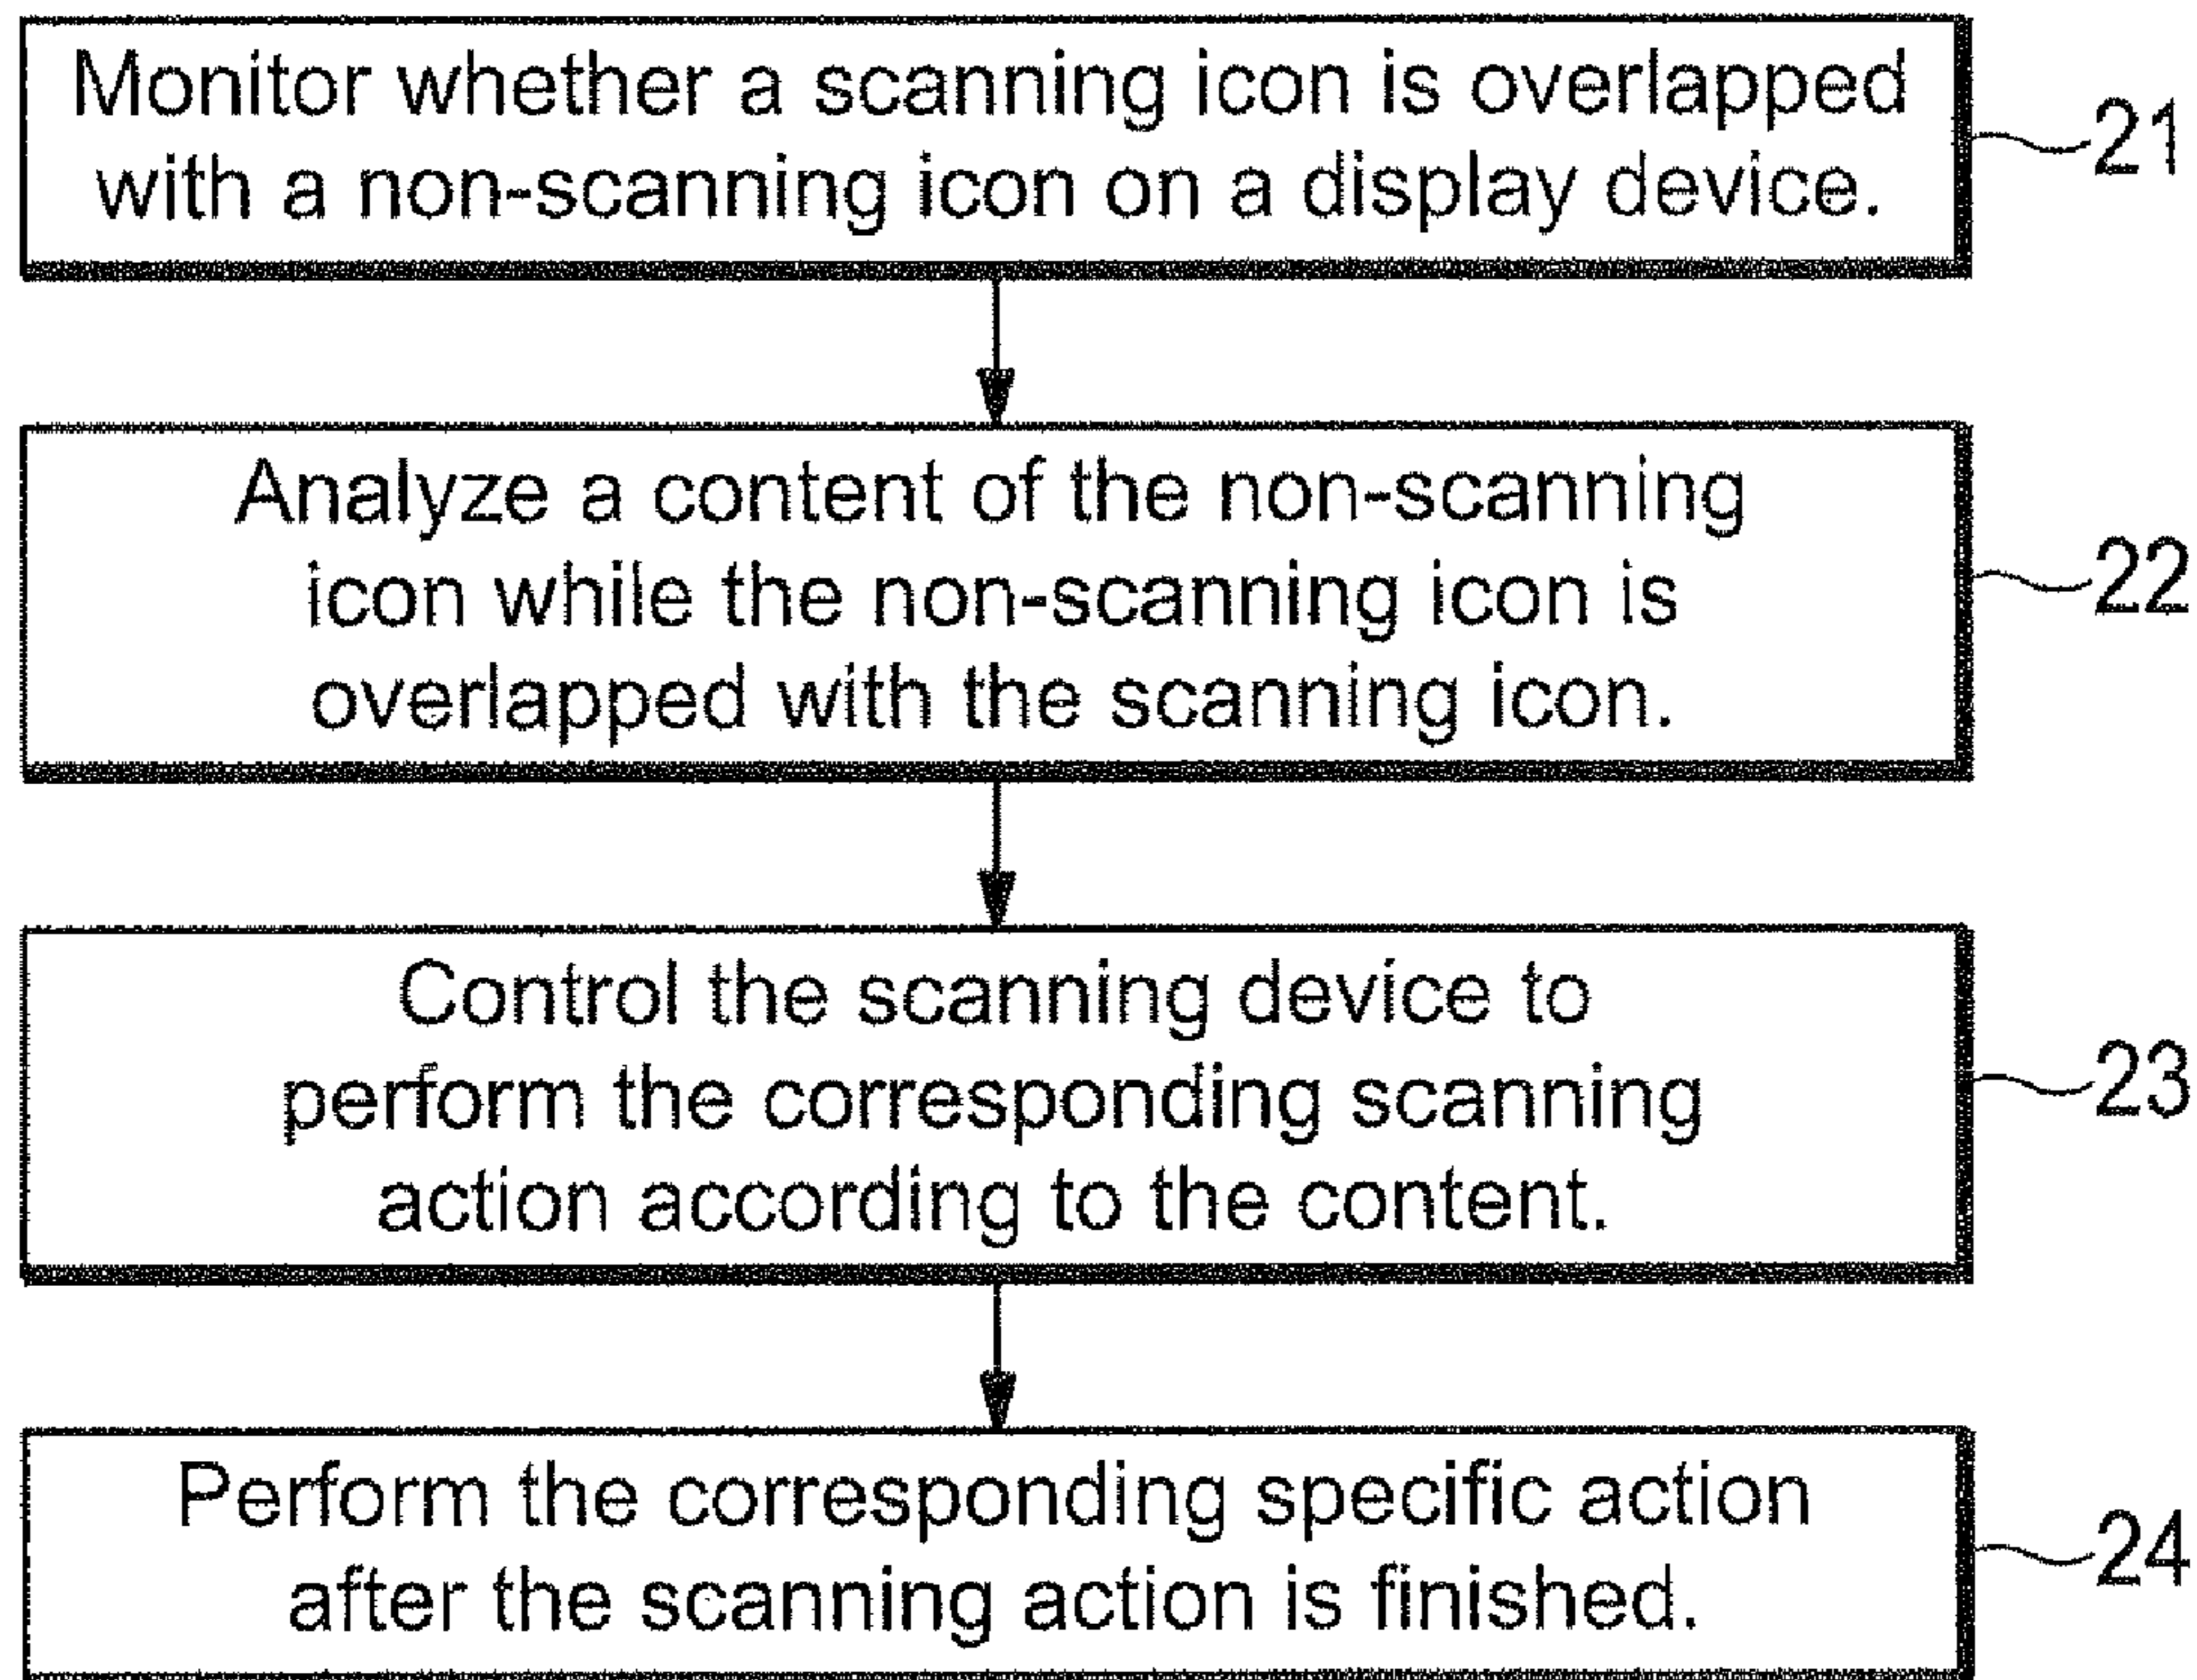 Monitor whether a scanning icon is overlapped
with a non-scanning icon on a display device.
21
Analyze a content of the non-scanning
icon while the non-scanning icon is
overlapped with the scanning icon.
22
Control the scanning device to
perform the corresponding scanning
action according to the content.
23
Perform the corresponding specific action
after the scanning action is finished.
24